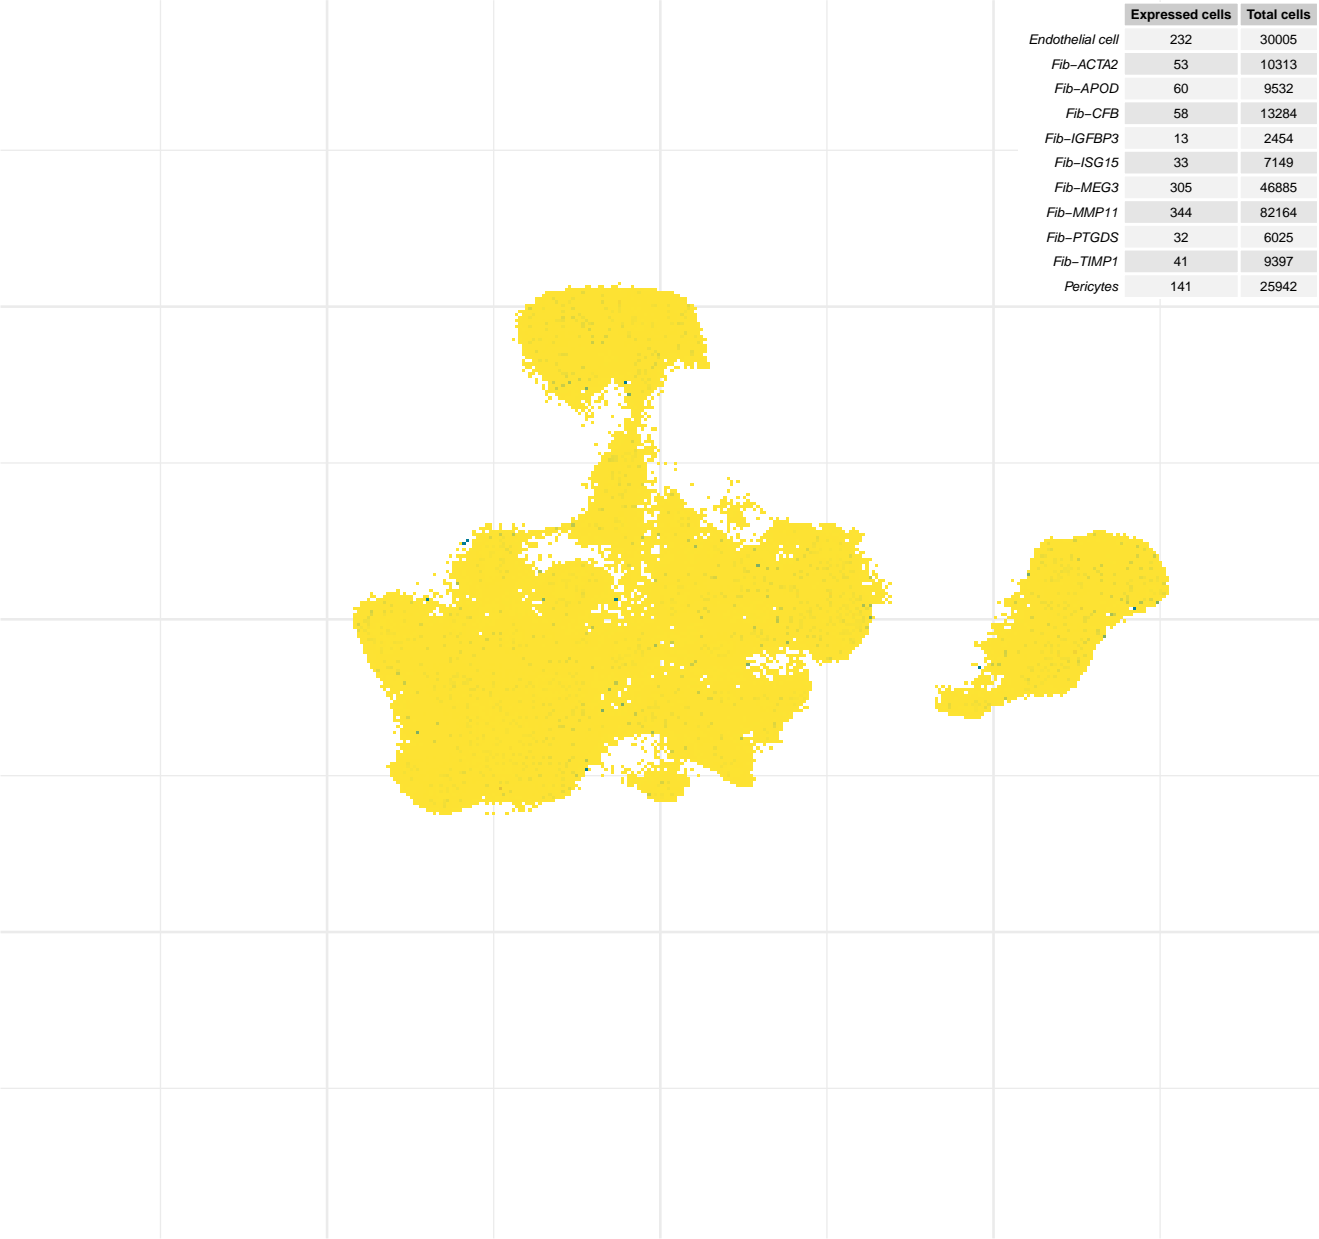 Expressed cells Total cells
Endothelial cell 232 30005
Fib−ACTA2 53 10313
Fib−APOD 60 9532
Fib−CFB 58 13284
Fib−IGFBP3 13 2454
Fib−ISG15 33 7149
Fib−MEG3 305 46885
Fib−MMP11 344 82164
Fib−PTGDS 32 6025
Fib−TIMP1 41 9397
Pericytes 141 25942